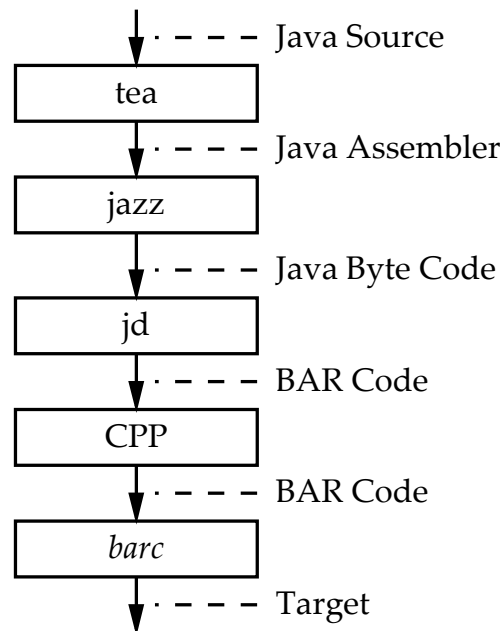 Java Source
tea
Java Assembler
jazz
Java Byte Code
jd
BAR Code
CPP
BAR Code
barc
Target